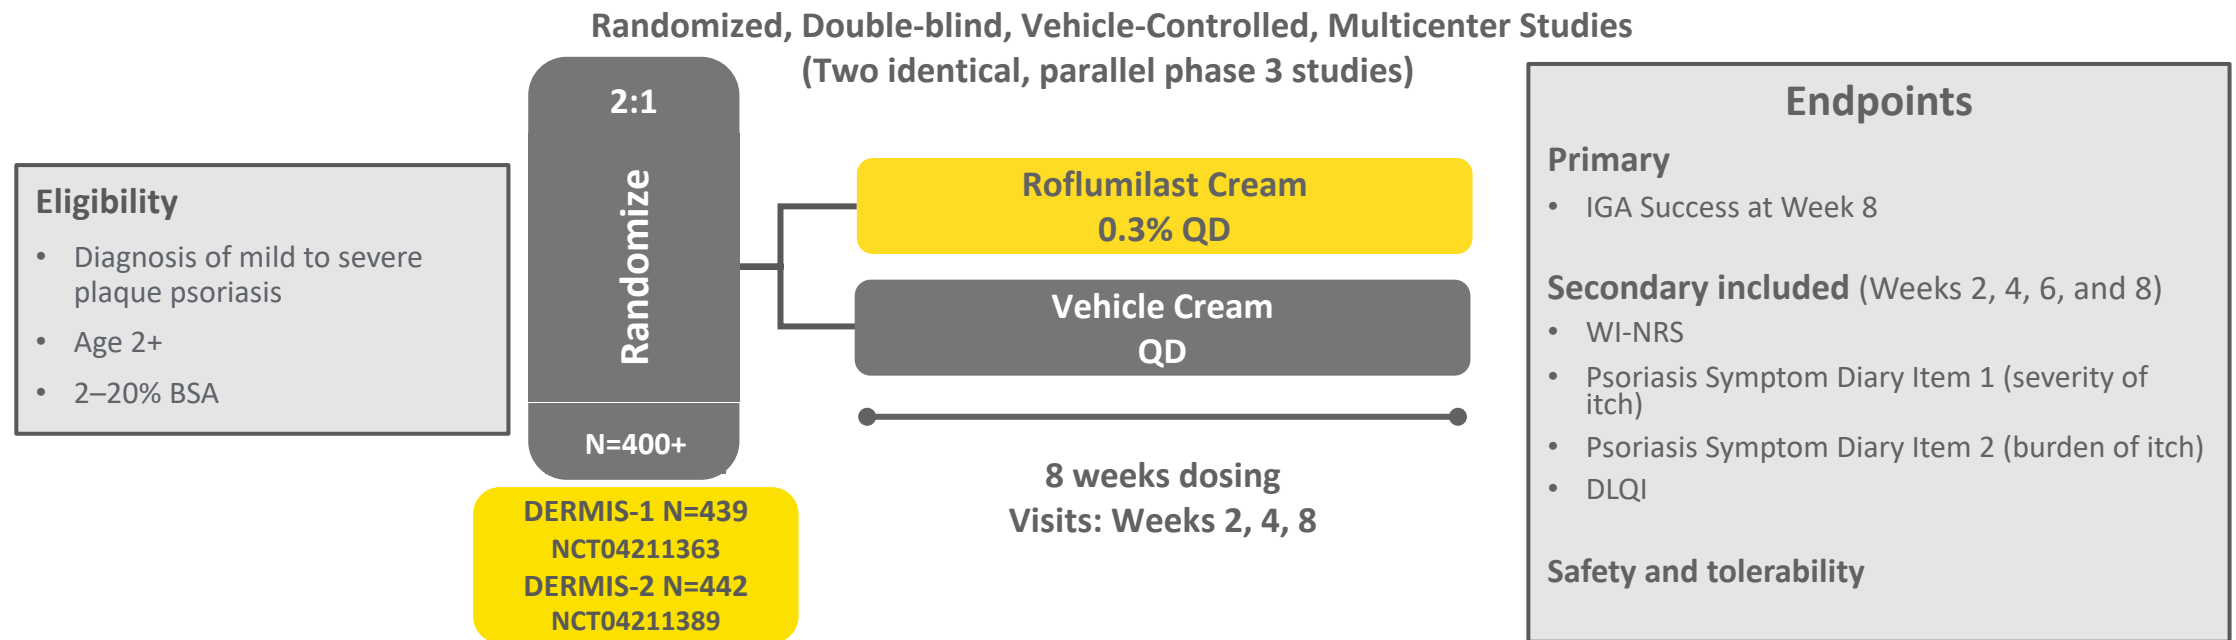 Randomized, Double-blind, Vehicle-Controlled, Multicenter Studies
(Two identical, parallel phase 3 studies)
Eligibility
• Diagnosis of mild to severe
plaque psoriasis
• Age 2+
• 2–20% BSA
2:1
Randomize
N=400+
DERMIS-1 N=439
NCT04211363
DERMIS-2 N=442
NCT04211389
Roflumilast Cream
0.3% QD
Vehicle Cream
QD
8 weeks dosing
Visits: Weeks 2, 4, 8
Endpoints
Primary
• IGA Success at Week 8
Secondary included (Weeks 2, 4, 6, and 8)
• WI-NRS
• Psoriasis Symptom Diary Item 1 (severity of
itch)
• Psoriasis Symptom Diary Item 2 (burden of itch)
• DLQI
Safety and tolerability